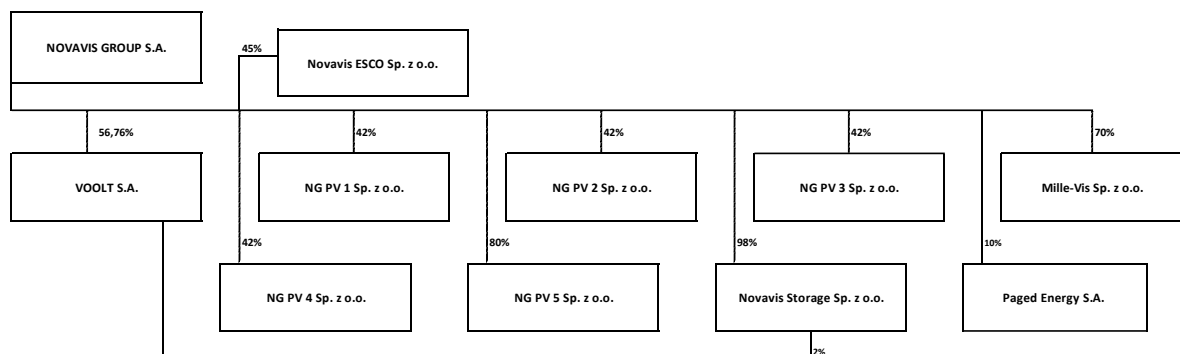 NOVAVIS GROUP S.A.
45%
Novavis ESCO Sp. z o.o.
56,76%
42%
42%
42%
70%
VOOLT S.A.
NG PV 1 Sp. z o.o.
NG PV 2 Sp. z o.o.
NG PV 3 Sp. z o.o.
Mille-Vis Sp. z o.o.
42%
80%
98%
10%
NG PV 4 Sp. z o.o.
NG PV 5 Sp. z o.o.
Novavis Storage Sp. z o.o.
Paged Energy S.A.
2%